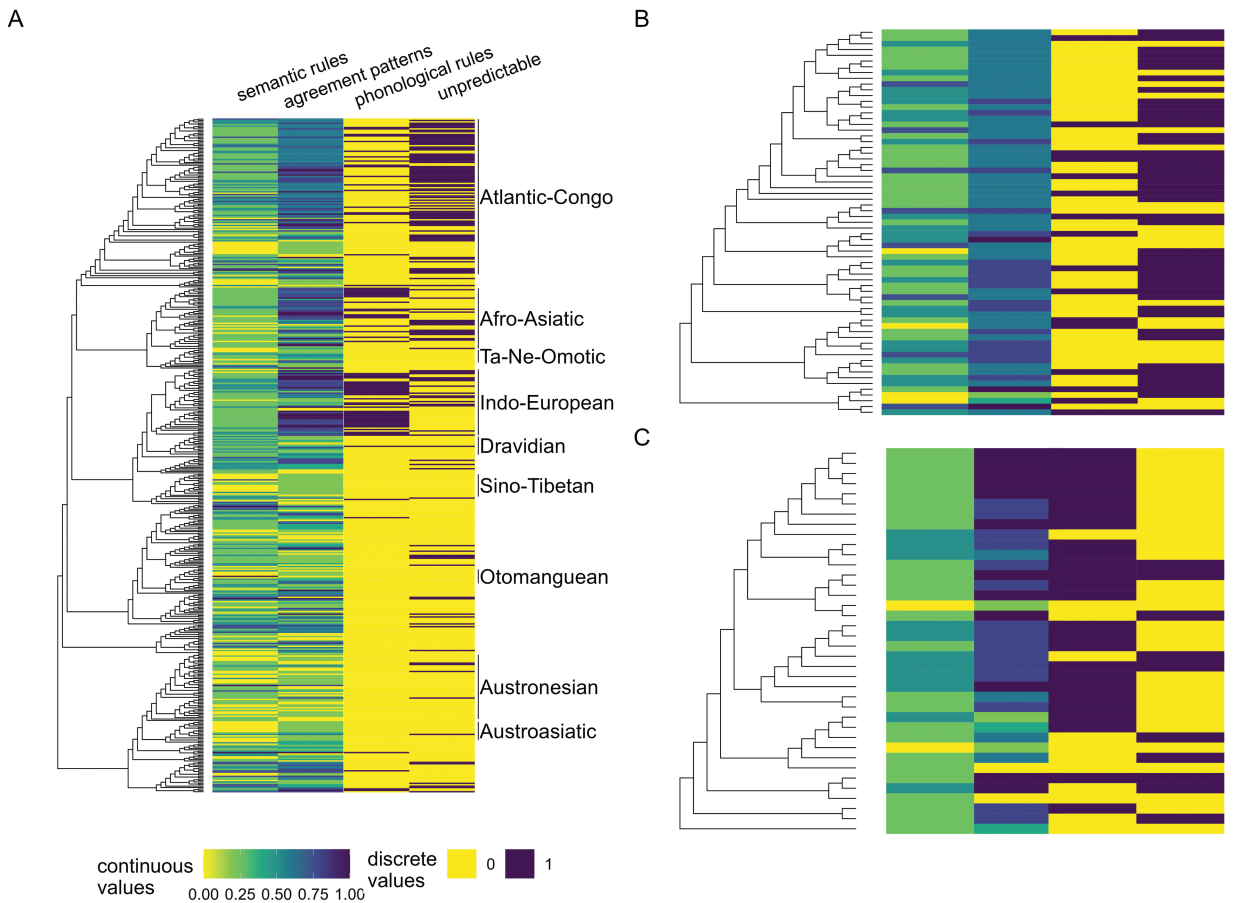 A
B
semantic rules
agreement patterns
phonological rules
unpredictable
Atlantic-Congo
Afro-Asiatic
Ta-Ne-Omotic
Indo-European
Dravidian
C
Sino-Tibetan
Otomanguean
Austronesian
Austroasiatic
continuous
values
0.00 0.25 0.50 0.75 1.00
discrete
values
0
1